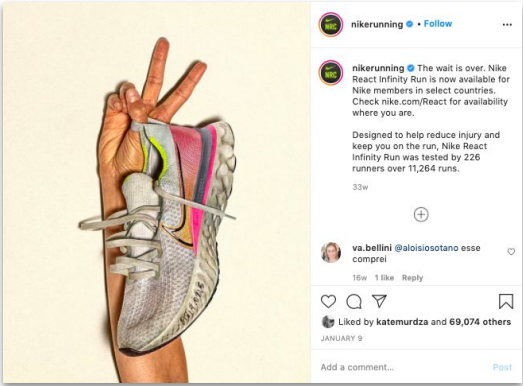 nikerunning • Follow
NRC
nikerunning The wait is over. Nike
React Infinity Run is now available for
Nike members in select countries.
Check nike.com/React for availability
where you are.
Designed to help reduce injury and
keep you on the run, Nike React
Infinity Run was tested by 226
runners over 11,264 runs.
33w
va.bellini @aloisiosotano esse
comprei
16w 1 like Reply
Liked by katemurdza and 69,074 others
JANUARY 9
Add a comment... Post